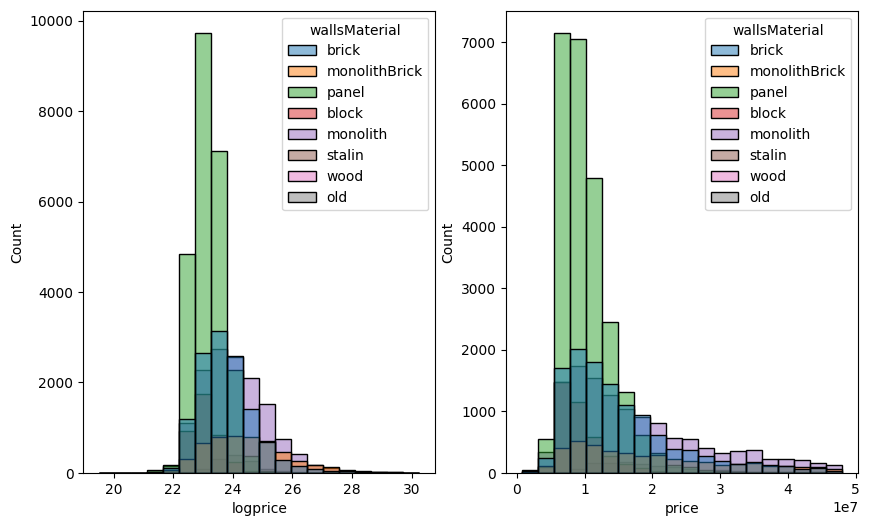 wallsMaterial
brick
monolithBrick
panel
block
monolith
stalin
wood
old
Count
0
2000
4000
6000
8000
10000
20
22
24
26
28
30
logprice
wallsMaterial
brick
monolithBrick
panel
block
monolith
stalin
wood
old
Count
0
1000
2000
3000
4000
5000
6000
7000
0
1
2
3
4
5
1e7
price